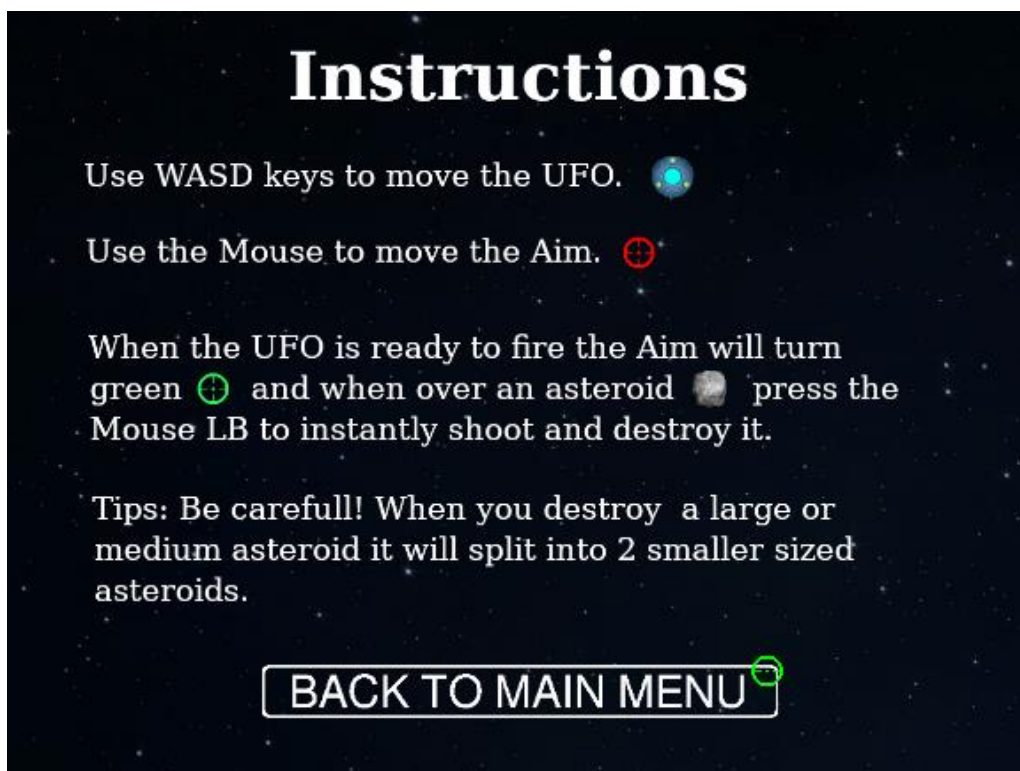 Instructions
Use WASD keys to move the UFO.
Use the Mouse to move the Aim.
When the UFO is ready to fire the Aim will turn
green and when over an asteroid press the
Mouse LB to instantly shoot and destroy it.
Tips: Be carefull! When you destroy a large or
medium asteroid it will split into 2 smaller sized
asteroids.
BACK TO MAIN MENU